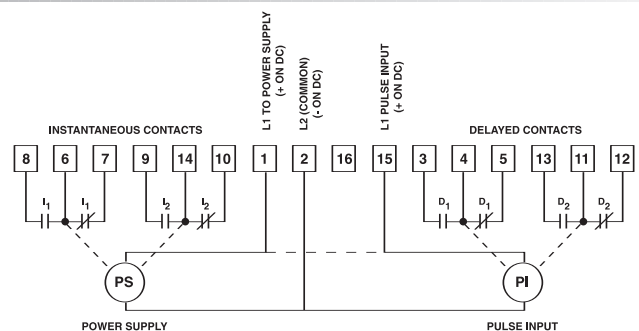 L1 TO POWER SUPPLY
(+ ON DC)
L2 (COMMON)
(- ON DC)
L1 PULSE INPUT
(+ ON DC)
INSTANTANEOUS CONTACTS
DELAYED CONTACTS
8 6 7 9 14 10 1 2 16 15 3 4 5 13 11 12
I1 I1 I2 I2 D1 D1 D2 D2
PS PI
POWER SUPPLY PULSE INPUT